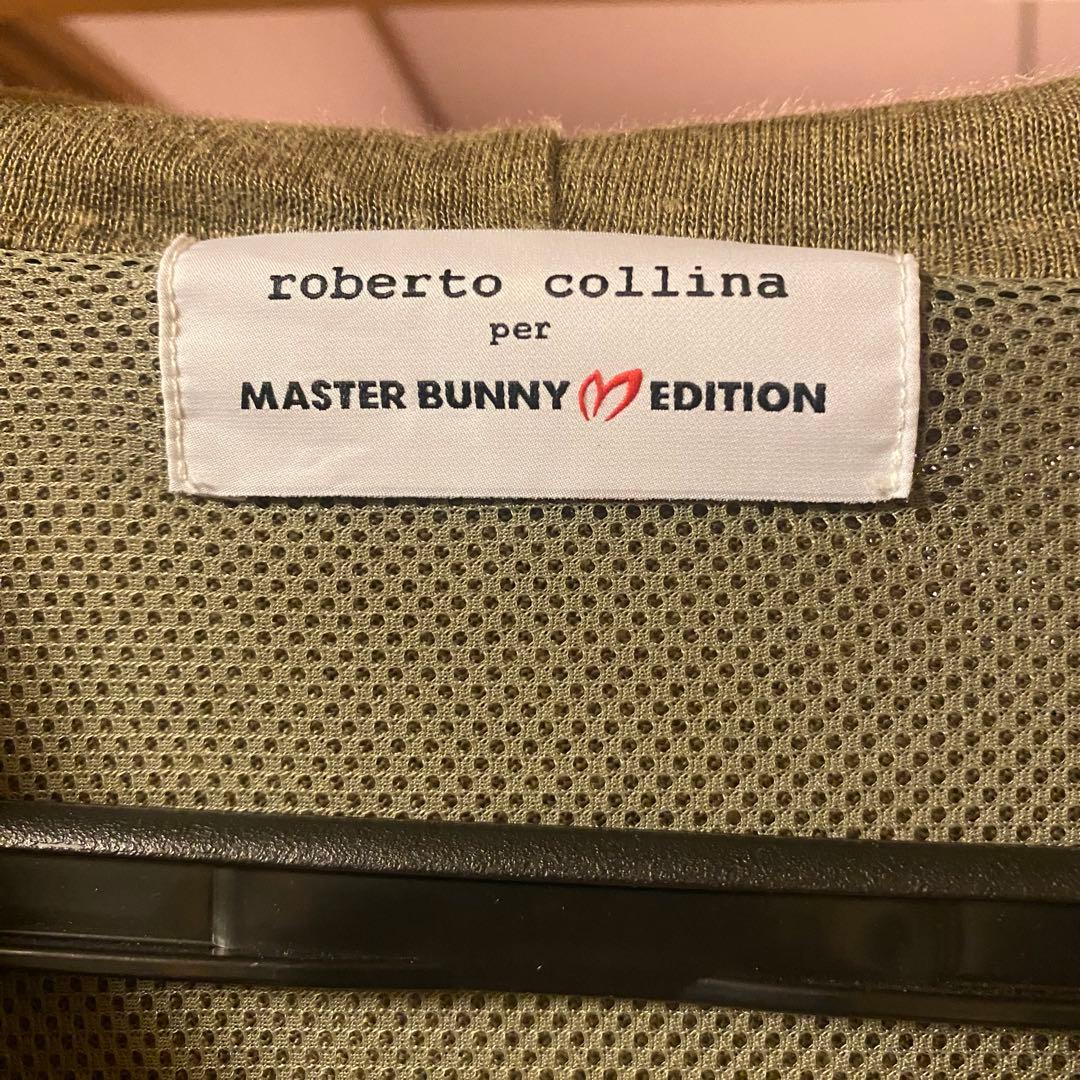 roberto collina
per
MASTER BUNNY EDITION